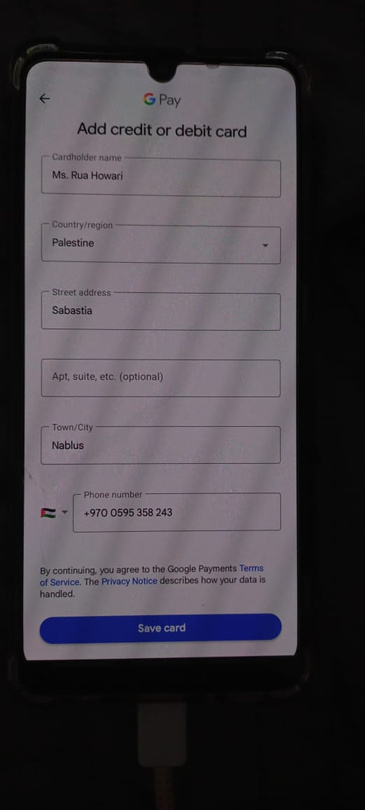 G Pay
Add credit or debit card
Cardholder name
Ms. Rua Howari
Country/region
Palestine
Street address
Sabastia
Apt, suite, etc. (optional)
Town/City
Nablus
Phone number
+970 0595 358 243
By continuing, you agree to the Google Payments Terms
of Service. The Privacy Notice describes how your data is
handled.
Save card